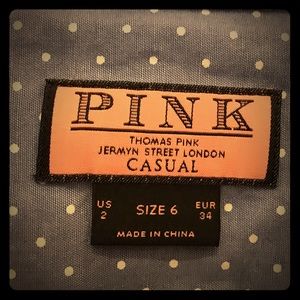 PINK
THOMAS PINK
JERMYN STREET LONDON
CASUAL
US 2 SIZE 6 EUR 34
MADE IN CHINA